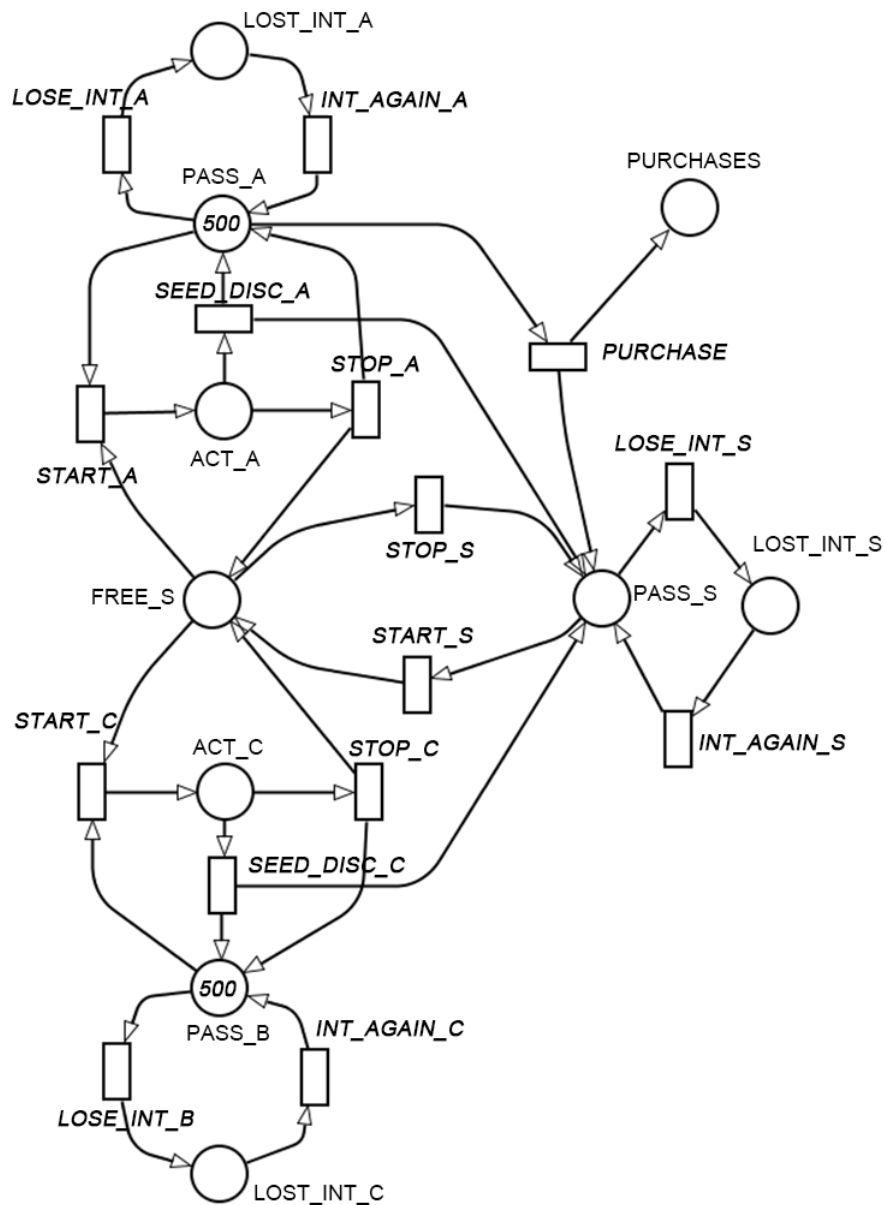 LOST_INT_A
LOSE_INT_A
INT_AGAIN_A
PASS_A
PURCHASES
500
SEED_DISC_A
STOP_A
PURCHASE
ACT_A
START_A
LOSE_INT_S
STOP_S
LOST_INT_S
FREE_S
PASS_S
START_S
START_C
ACT_C
STOP_C
INT_AGAIN_S
SEED_DISC_C
500
PASS_B
INT_AGAIN_C
LOSE_INT_B
LOST_INT_C